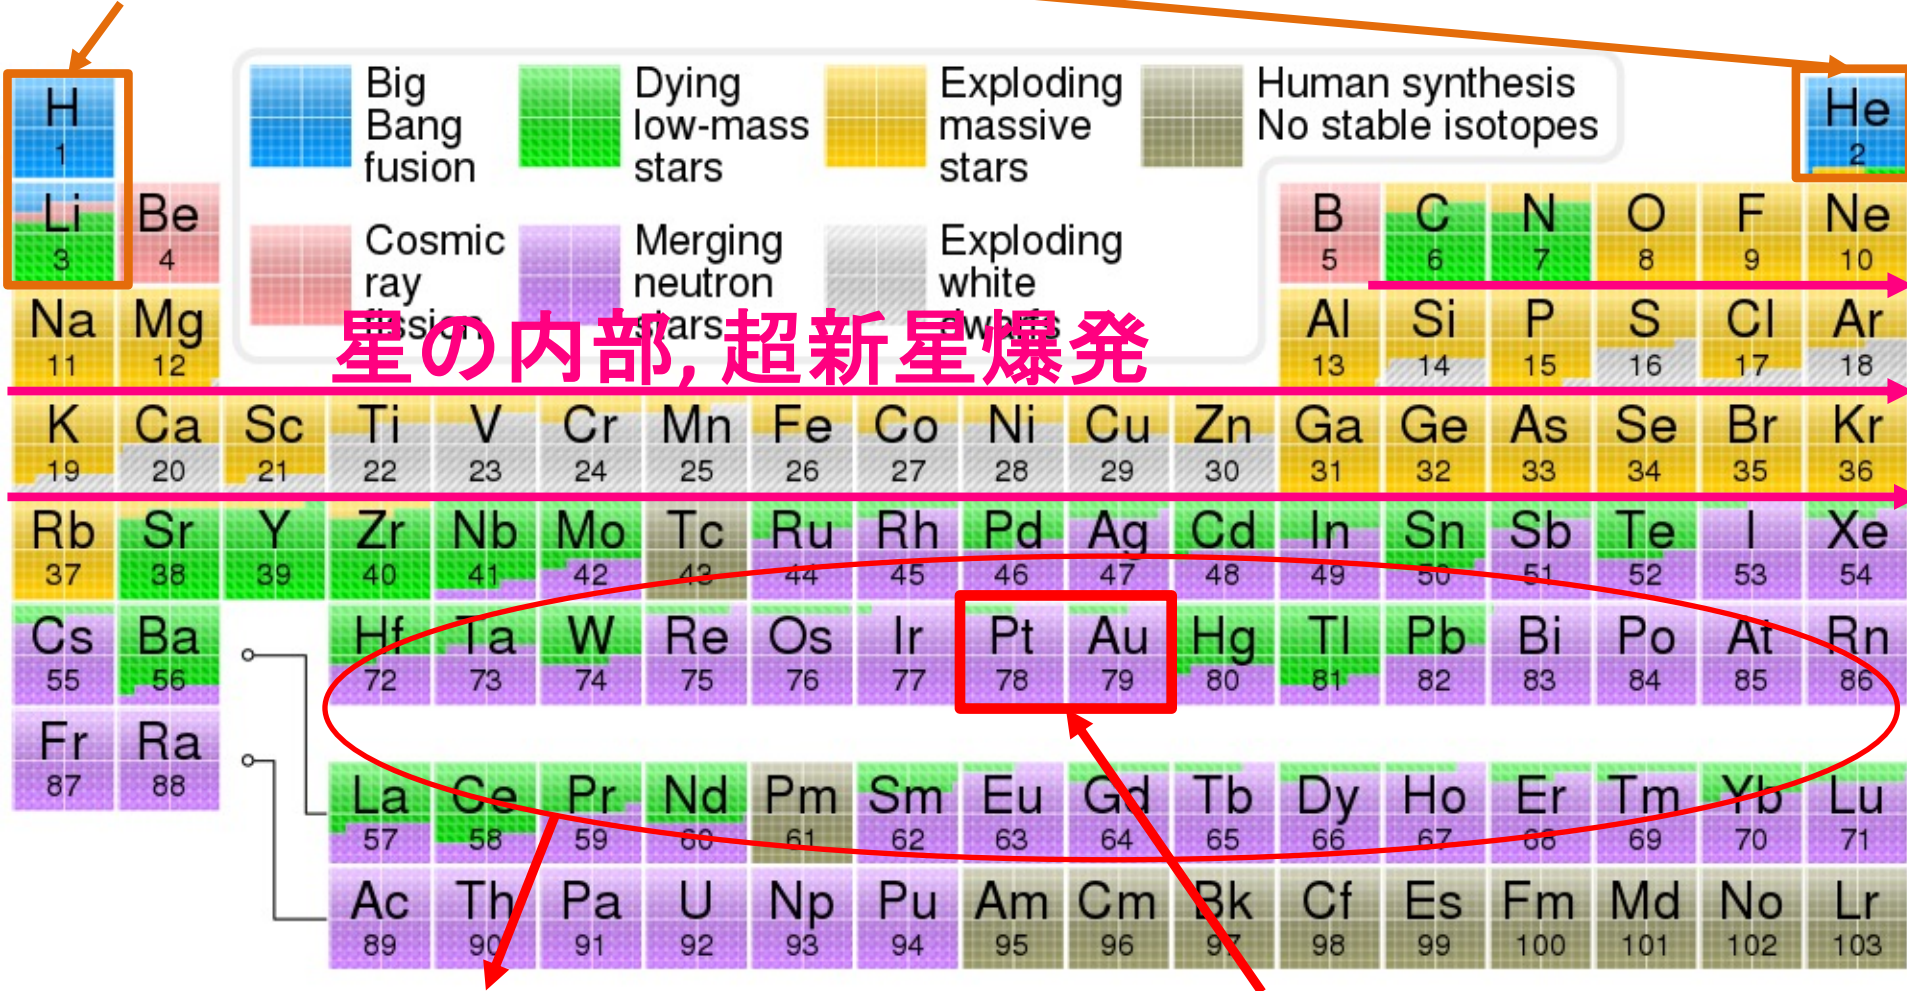 H
1
He
2
Big
Bang
fusion
Dying
low-mass
stars
Exploding
massive
stars
Human synthesis
No stable isotopes
Cosmic
ray
fission
Merging
neutron
stars
Exploding
white
dwarfs
星の内部, 超新星爆発
Li Be B C N O F Ne
3 4 5 6 7 8 9 10
Na Mg Al Si P S Cl Ar
11 12 13 14 15 16 17 18
K Ca Sc Ti V Cr Mn Fe Co Ni Cu Zn Ga Ge As Se Br Kr
19 20 21 22 23 24 25 26 27 28 29 30 31 32 33 34 35 36
Rb Sr Y Zr Nb Mo Tc Ru Rh Pd Ag Cd In Sn Sb Te I Xe
37 38 39 40 41 42 43 44 45 46 47 48 49 50 51 52 53 54
Cs Ba Hf Ta W Re Os Ir Pt Au Hg Tl Pb Bi Po At Rn
55 56 72 73 74 75 76 77 78 79 80 81 82 83 84 85 86
Fr Ra
87 88
La Ce Pr Nd Pm Sm Eu Gd Tb Dy Ho Er Tm Yb Lu
57 58 59 60 61 62 63 64 65 66 67 68 69 70 71
Ac Th Pa U Np Pu Am Cm Bk Cf Es Fm Md No Lr
89 90 91 92 93 94 95 96 97 98 99 100 101 102 103